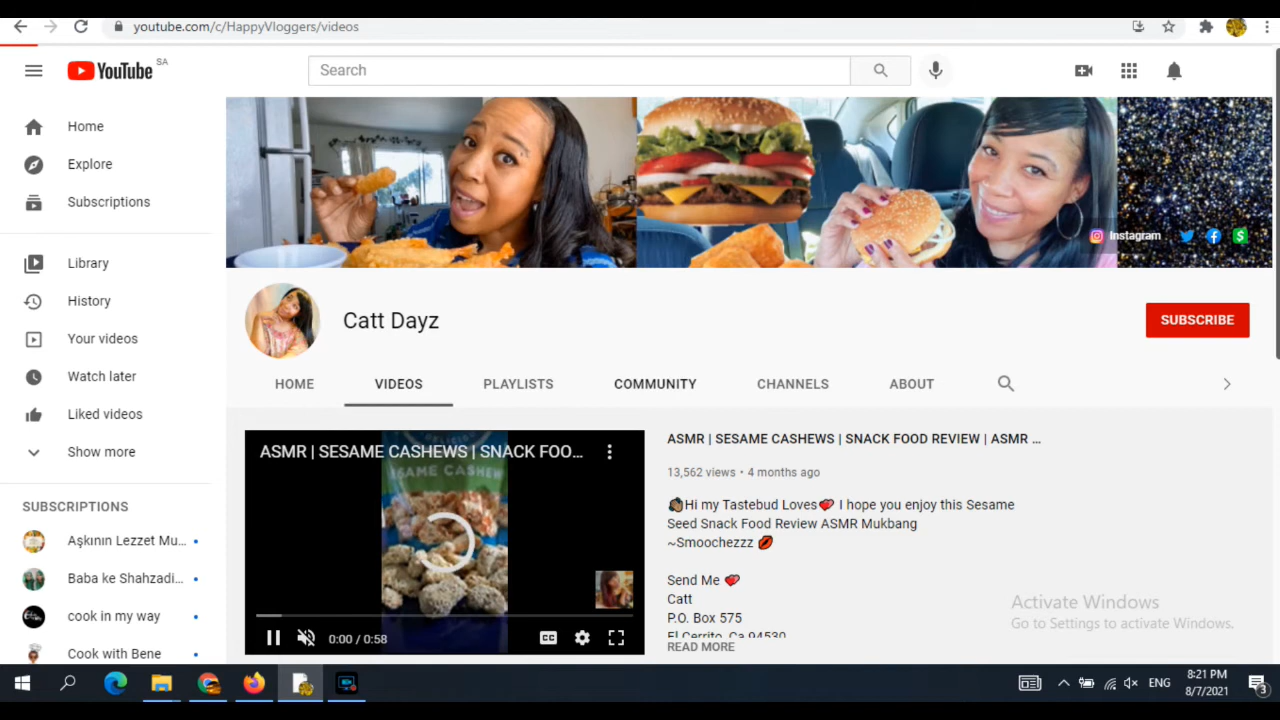 youtube.com/c/HappyVloggers/videos
YouTube SA
Search
Home
Explore
Subscriptions
Library
History
Your videos
Watch later
Liked videos
Show more
SUBSCRIPTIONS
Aşkının Lezzet Mu...
Baba ke Shahzadi...
cook in my way
Cook with Bene
Instagram
Catt Dayz
SUBSCRIBE
HOME VIDEOS PLAYLISTS COMMUNITY CHANNELS ABOUT
ASMR | SESAME CASHEWS | SNACK FOO...
SAME CASHEW
0:00 / 0:58
CC
ASMR | SESAME CASHEWS | SNACK FOOD REVIEW | ASMR ...
13,562 views • 4 months ago
Hi my Tastebud Loves I hope you enjoy this Sesame
Seed Snack Food Review ASMR Mukbang
~Smoochezzz
Send Me
Catt
P.O. Box 575
El Cerrito, Ca 94530
READ MORE
Activate Windows
Go to Settings to activate Windows.
ENG
8:21 PM
8/7/2021
3